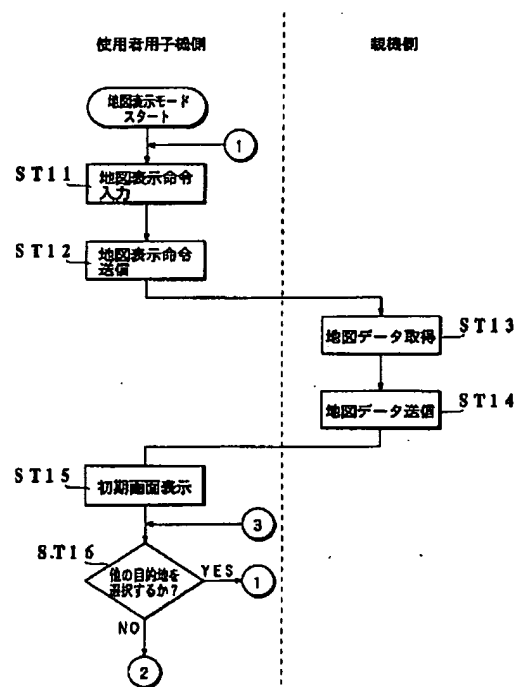 使用者用子機側
親機側
地図表示モード
スタート
1
ST11
地図表示命令
入力
ST12
地図表示命令
送信
地図データ取得
ST13
地図データ送信
ST14
ST15
初期画面表示
3
S.T16
他の目的地を
選択するか？
YES
1
NO
2